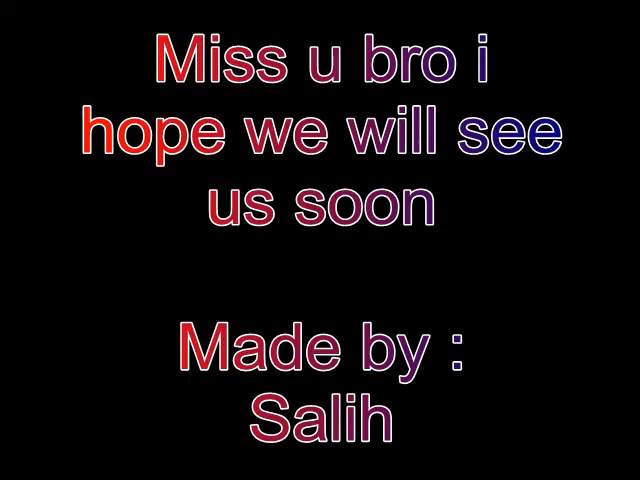 Miss u bro i
hope we will see
us soon
Made by :
Salih